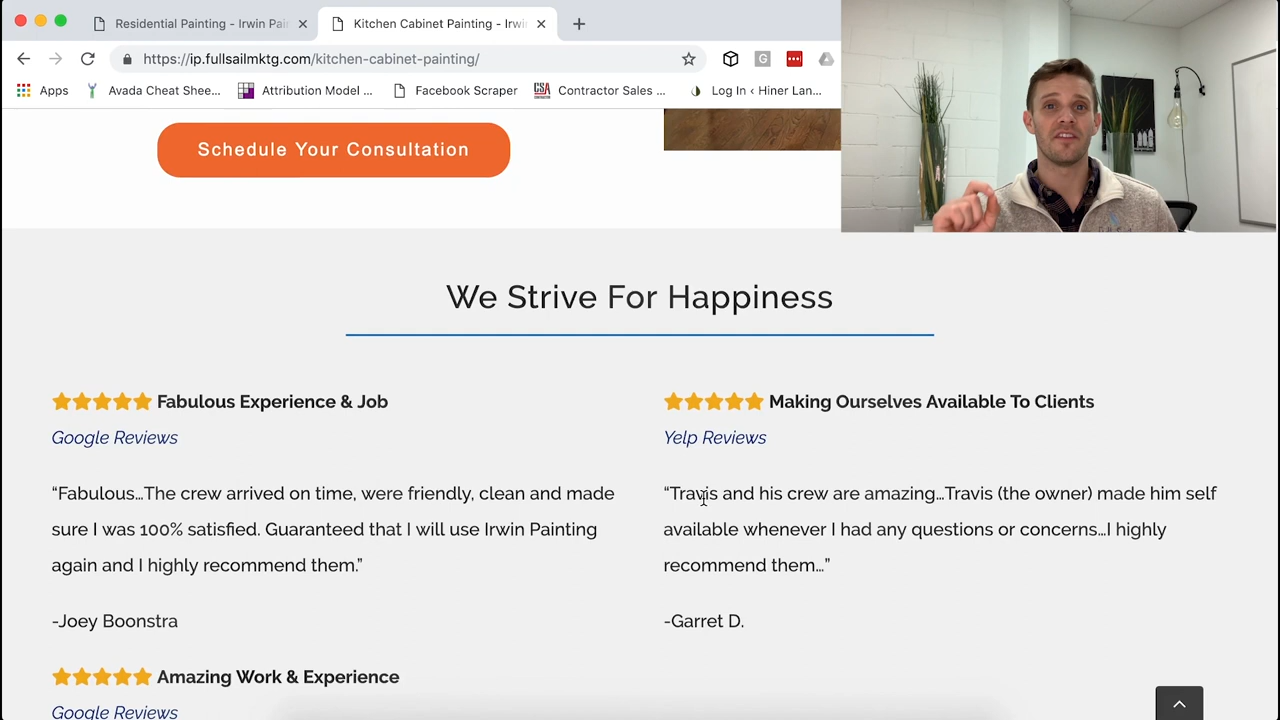 Residential Painting - Irwin Pain
Kitchen Cabinet Painting - Irwi
https://ip.fullsailmktg.com/kitchen-cabinet-painting/
G
Apps
Avada Cheat Shee...
Attribution Model ...
Facebook Scraper
CSA
Contractor Sales ...
Log In ‹ Hiner Lan...
Schedule Your Consultation
We Strive For Happiness
Fabulous Experience & Job
Google Reviews
“Fabulous…The crew arrived on time, were friendly, clean and made
sure I was 100% satisfied. Guaranteed that I will use Irwin Painting
again and I highly recommend them.”
-Joey Boonstra
Amazing Work & Experience
Google Reviews
Making Ourselves Available To Clients
Yelp Reviews
“Travis and his crew are amazing…Travis (the owner) made him self
available whenever I had any questions or concerns…I highly
recommend them…”
-Garret D.